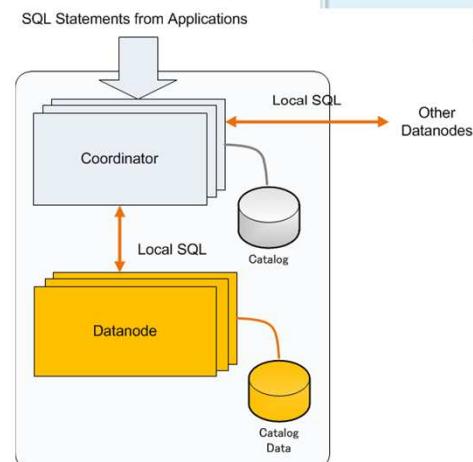 SQL Statements from Applications
Local SQL
Other
Datanodes
Coordinator
Catalog
Local SQL
Datanode
Catalog
Data